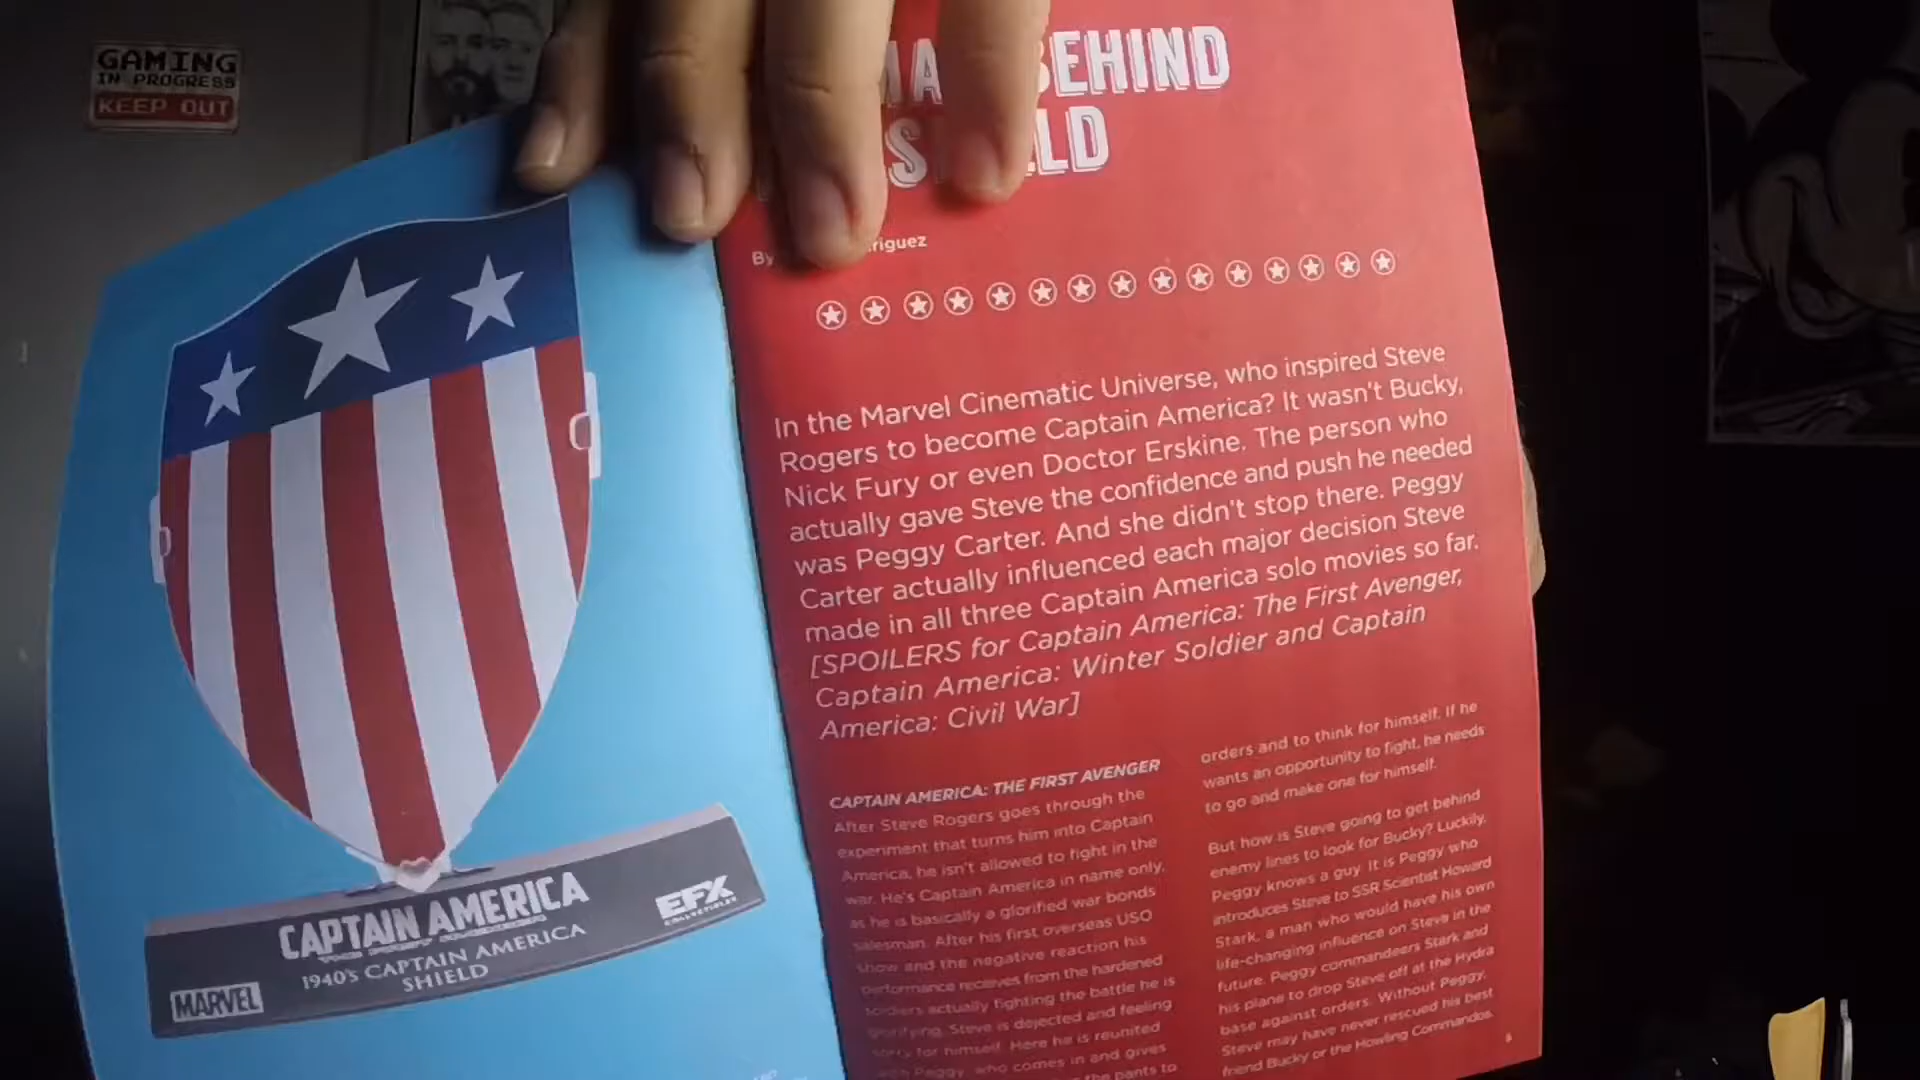 GAMING
IN PROGRESS
KEEP OUT
BEHIND
By
In the Marvel Cinematic Universe, who inspired Steve
Rogers to become Captain America? It wasn't Bucky,
Nick Fury or even Doctor Erskine. The person who
actually gave Steve the confidence and push he needed
was Peggy Carter. And she didn't stop there. Peggy
Carter actually influenced each major decision Steve
made in all three Captain America solo movies so far.
[SPOILERS for Captain America: The First Avenger,
Captain America: Winter Soldier and Captain
America: Civil War]
CAPTAIN AMERICA: THE FIRST AVENGER
After Steve Rogers goes through the
experiment that turns him into Captain
America, he isn't allowed to fight in the
war. He's Captain America in name only,
as he is basically a glorified war bonds
salesman. After his first overseas USO
show and the negative reaction his
performance receives from the hardened
soldiers actually fighting the battle he is
glorifying, Steve is dejected and feeling
sorry for himself. Here he is reunited
with Peggy, who comes in and gives
the pants to
orders and to think for himself. If he
wants an opportunity to fight, he needs
to go and make one for himself.
But how is Steve going to get behind
enemy lines to look for Bucky? Luckily,
Peggy knows a guy. It is Peggy who
introduces Steve to SSR Scientist Howard
Stark, a man who would have his own
life-changing influence on Steve in the
future. Peggy commandeers Stark and
his plane to drop Steve off at the Hydra
base against orders. Without Peggy,
Steve may have never rescued his best
friend Bucky or the Howling Commandos.
CAPTAIN AMERICA
THE FIRST AVENGER
1940'S CAPTAIN AMERICA
SHIELD
MARVEL
EFX
COLLECTIBLES